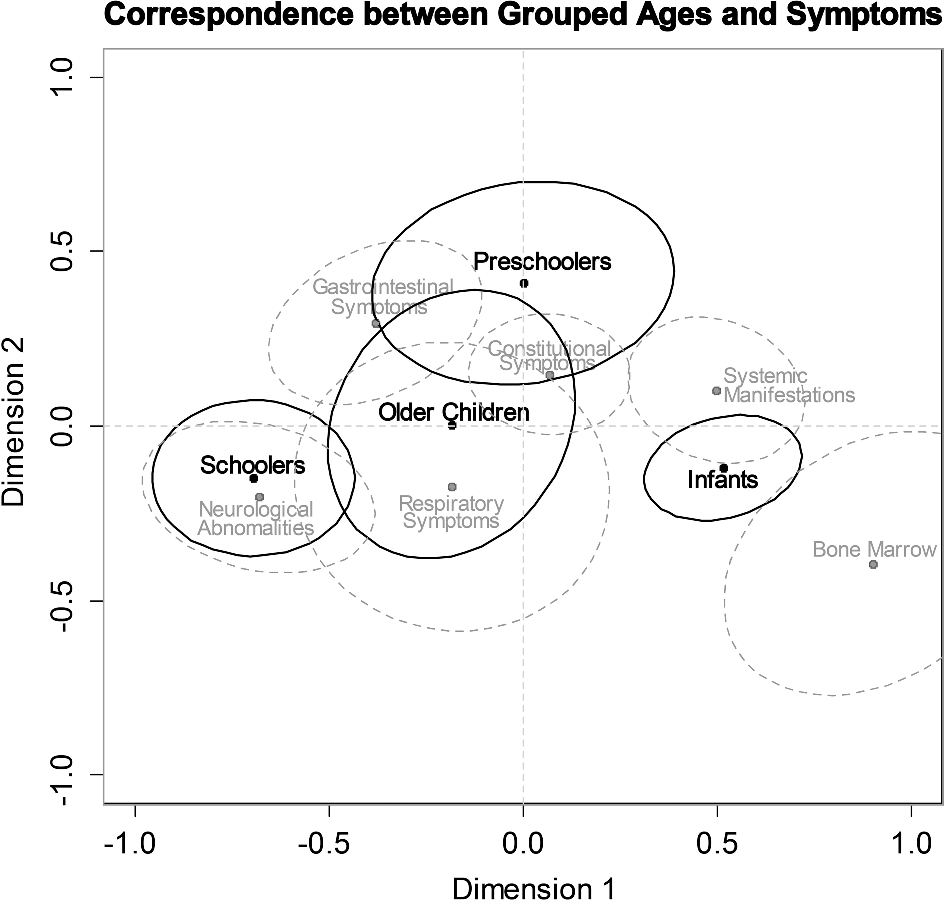 Correspondence between Grouped Ages and Symptoms
1.0
0.5
0.0
-0.5
-1.0
Dimension 2
Preschoolers
Gastrointestinal
Symptoms
Constitutional
Symptoms
Systemic
Manifestations
Older Children
Schoolers
Neurological
Abnomalities
Respiratory
Symptoms
Infants
Bone Marrow
-1.0
-0.5
0.0
0.5
1.0
Dimension 1